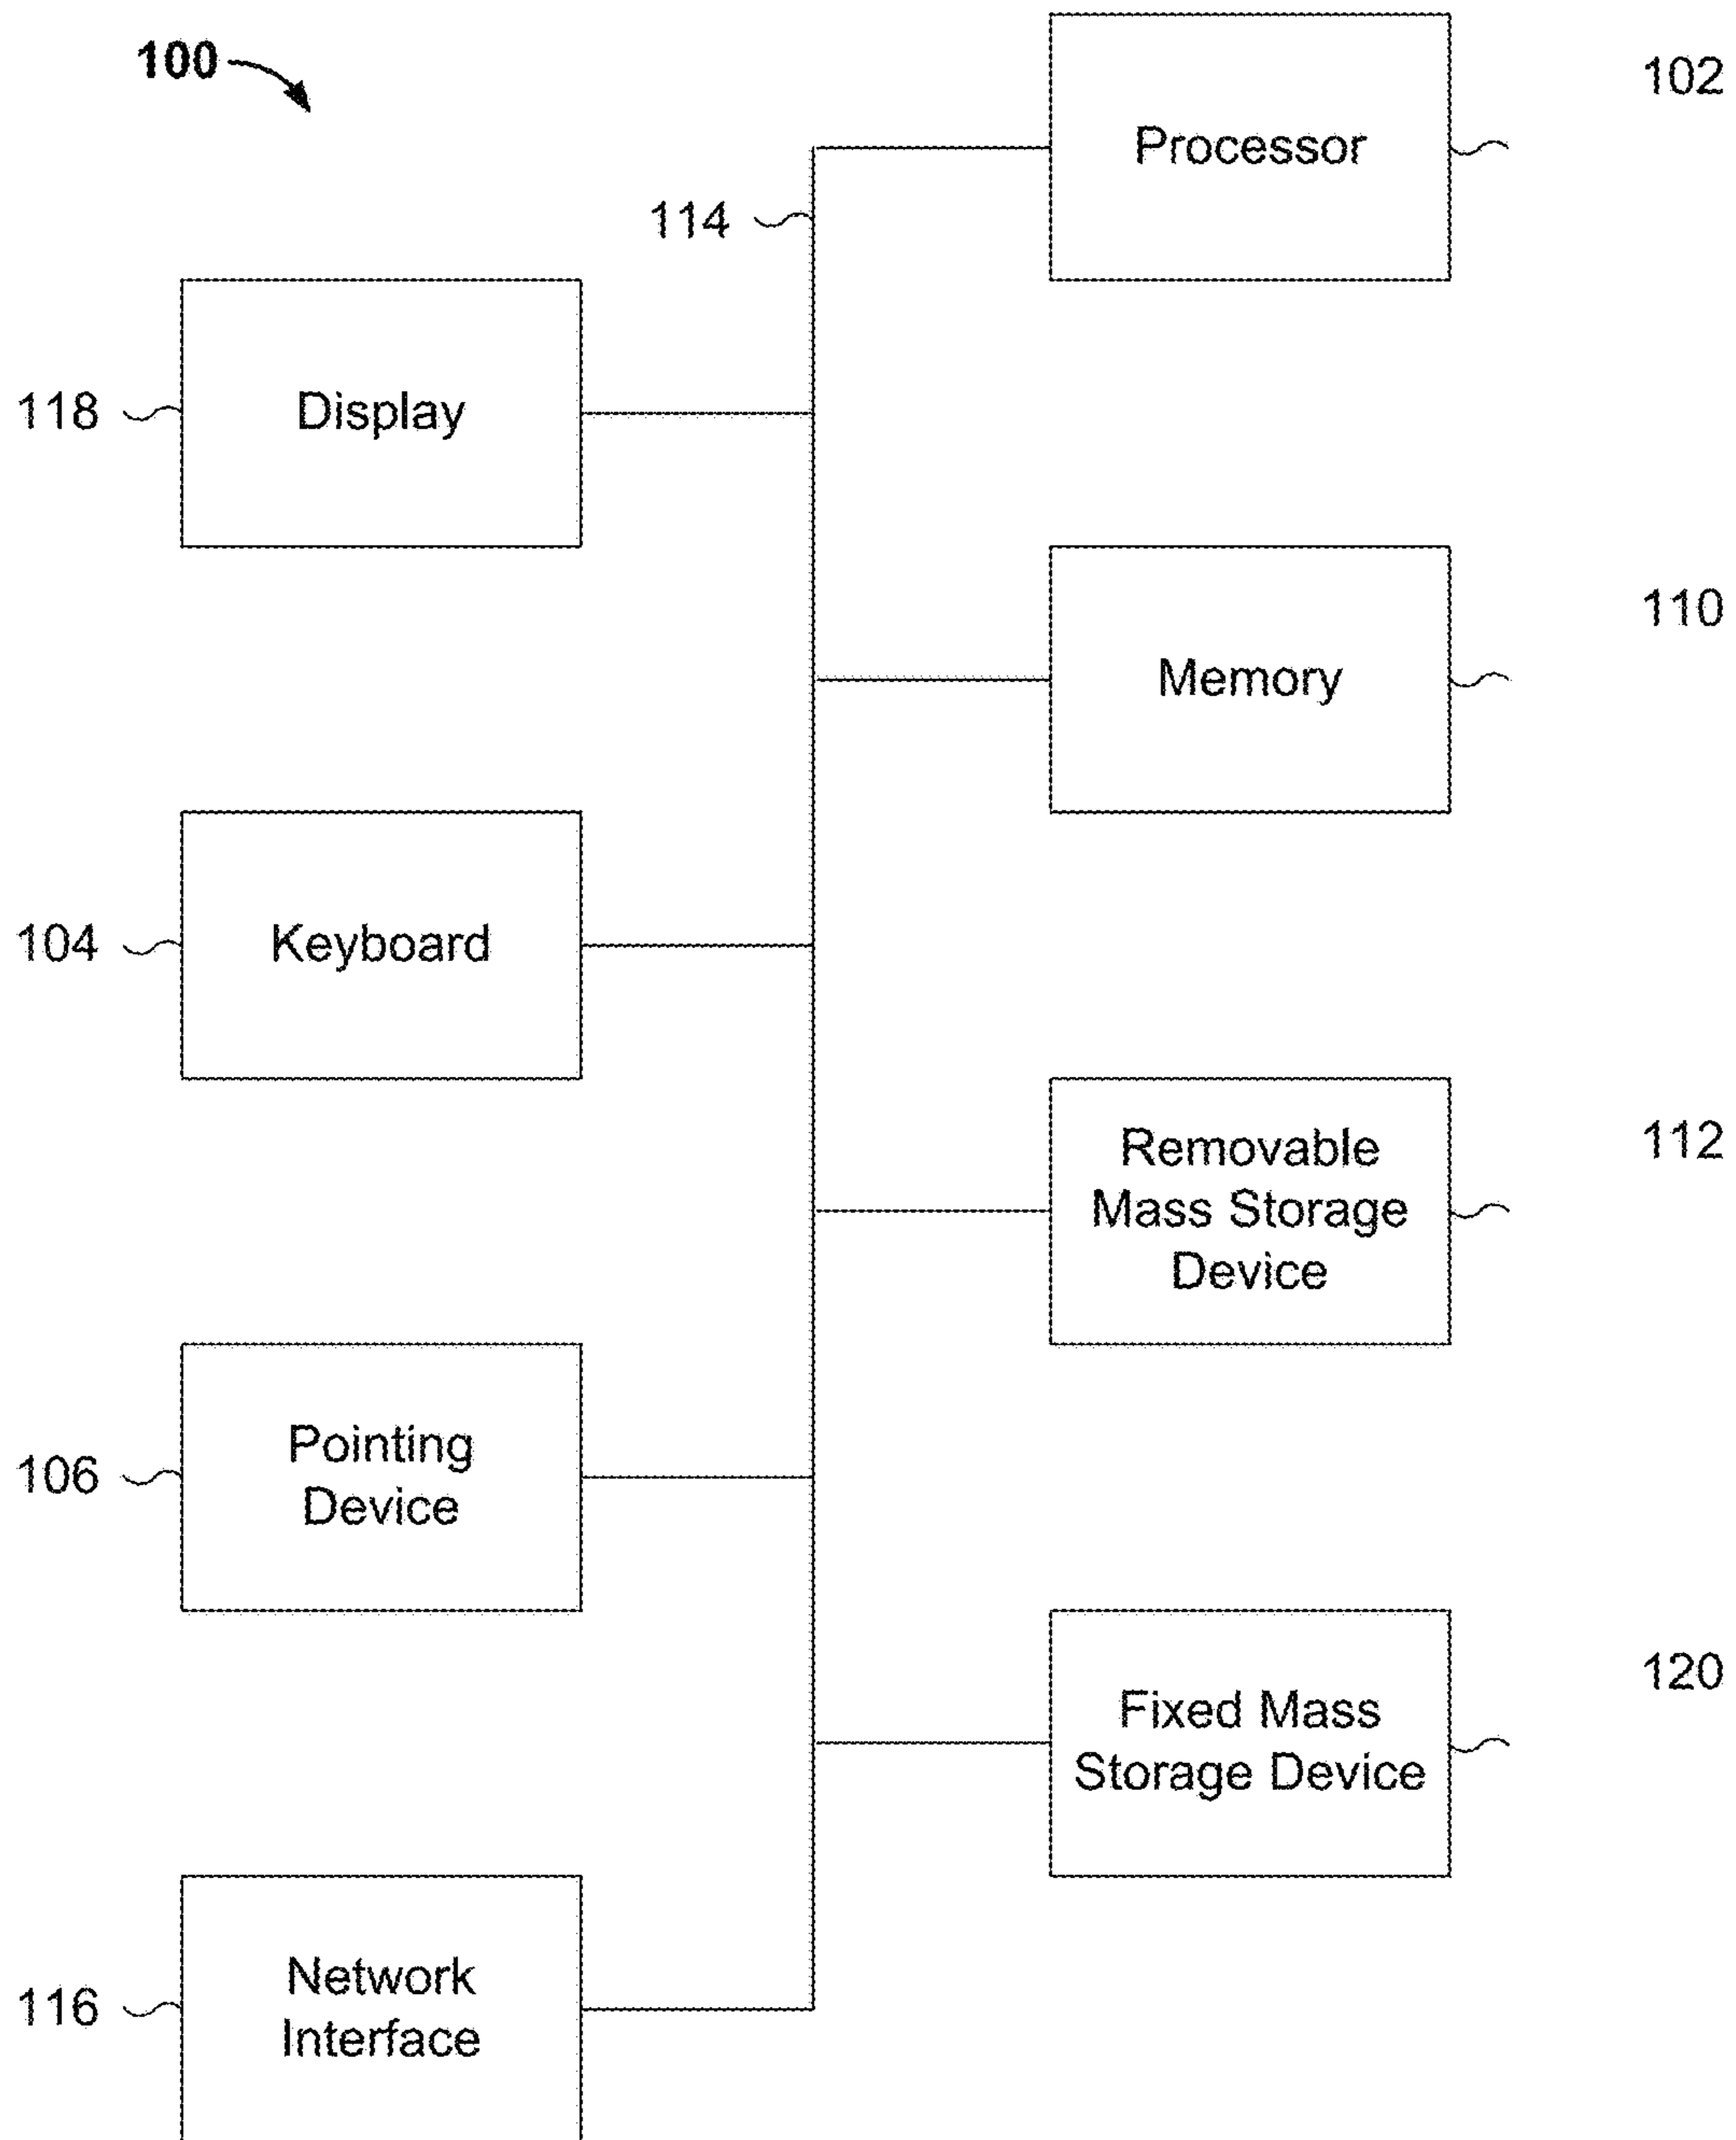 100
102
Processor
114
118
Display
110
Memory
104
Keyboard
112
Removable
Mass Storage
Device
106
Pointing
Device
120
Fixed Mass
Storage Device
116
Network
Interface